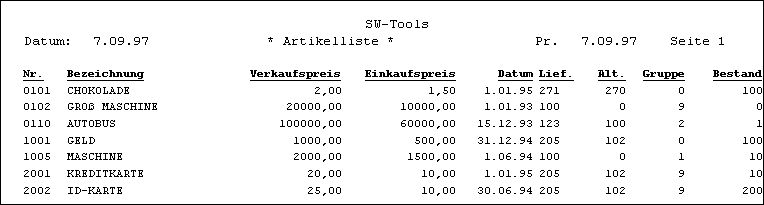 SW-Tools
Datum: 7.09.97 * Artikelliste * Pr. 7.09.97 Seite 1
Nr. Bezeichnung Verkaufspreis Einkaufspreis Datum Lief. Alt. Gruppe Bestand
0101 CHOKOLADE 2,00 1,50 1.01.95 271 270 0 100
0102 GROß MASCHINE 20000,00 10000,00 1.01.93 100 0 9 0
0110 AUTOBUS 100000,00 60000,00 15.12.93 123 100 2 1
1001 GELD 1000,00 500,00 31.12.94 205 102 0 100
1005 MASCHINE 2000,00 1500,00 1.06.94 100 0 1 10
2001 KREDITKARTE 20,00 10,00 1.01.95 205 102 9 10
2002 ID-KARTE 25,00 10,00 30.06.94 205 102 9 200